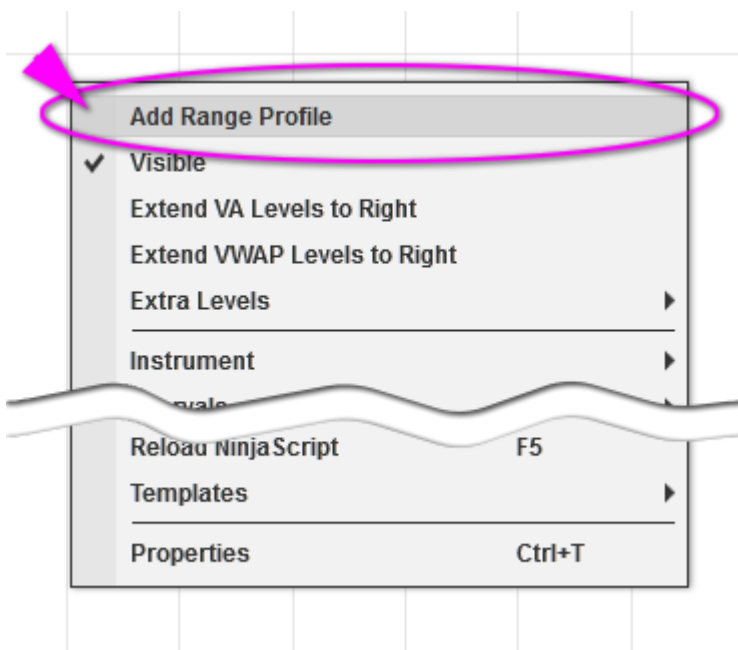 Add Range Profile
Visible
Extend VA Levels to Right
Extend VWAP Levels to Right
Extra Levels
Instrument
Reload NinjaScript F5
Templates
Properties Ctrl+T